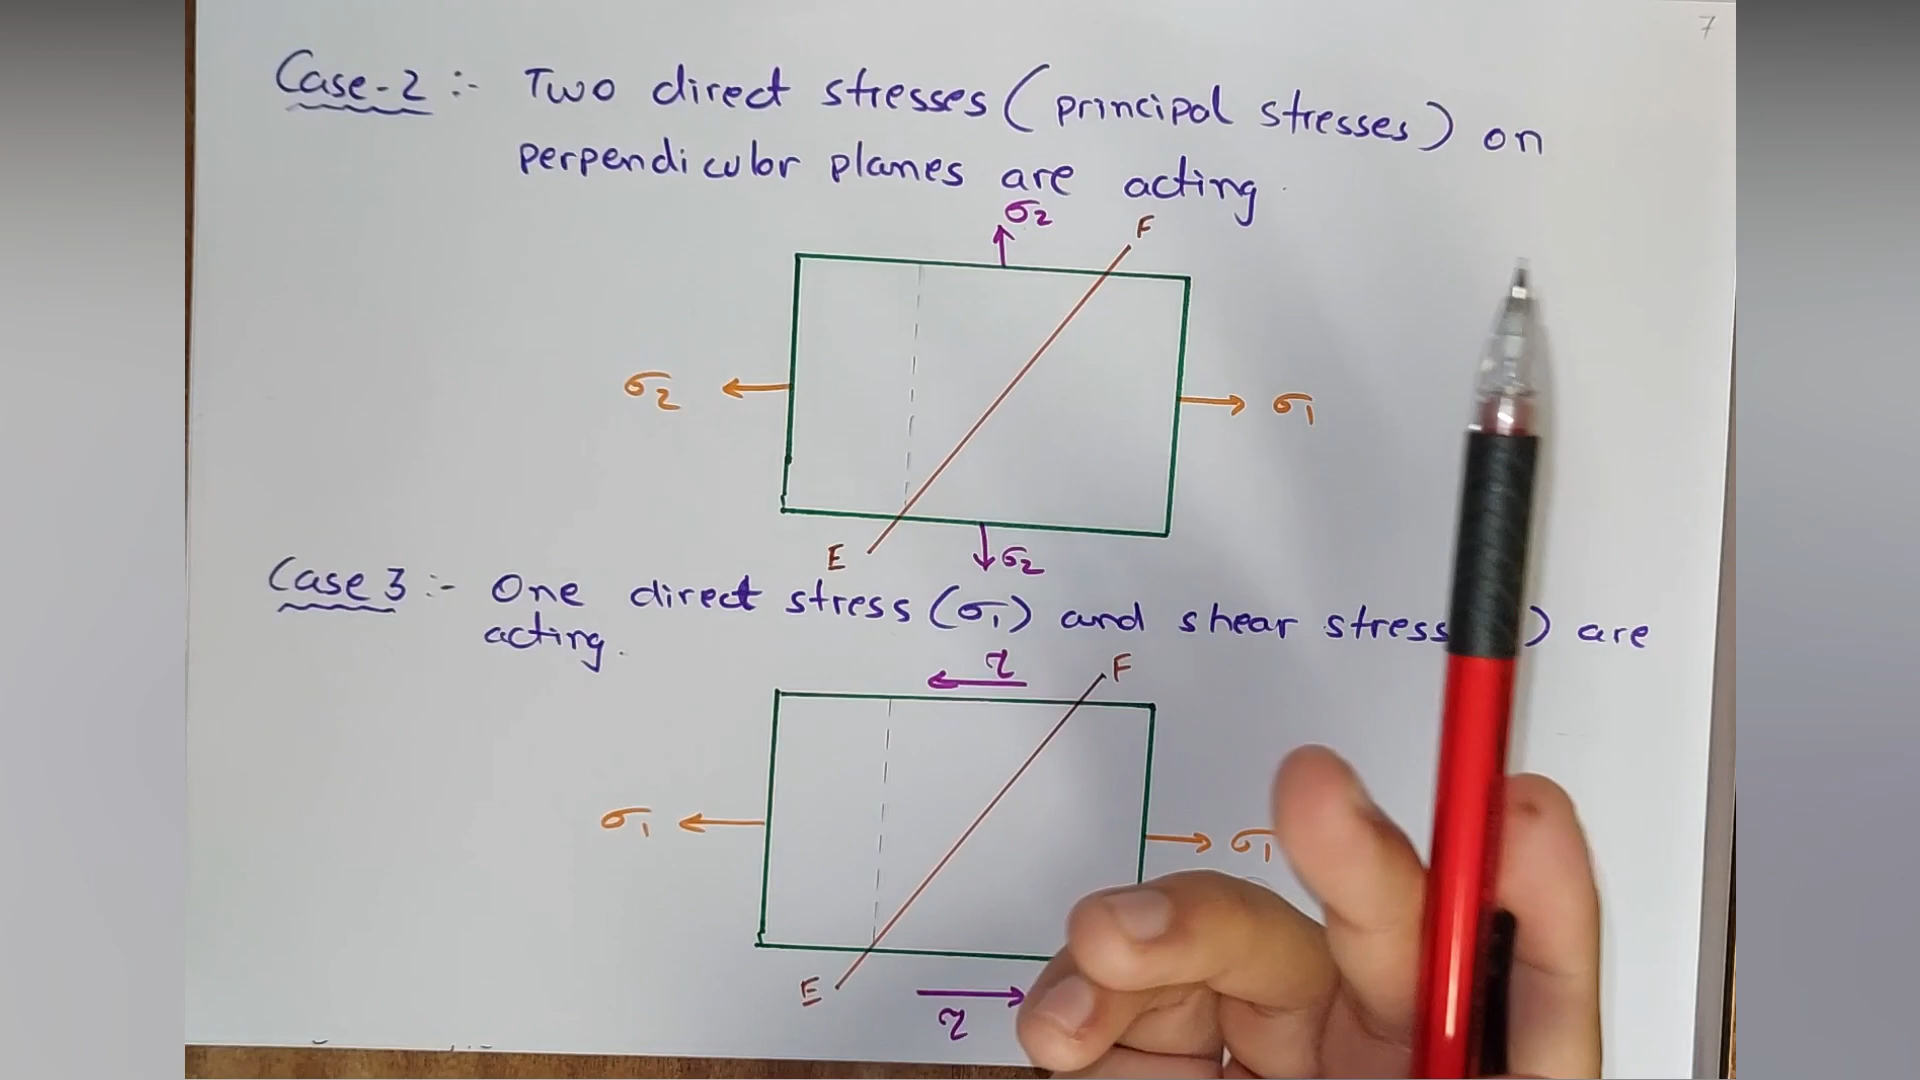 7
Case-2 :- Two direct stresses (principal stresses) on
perpendicular planes are acting.
σ2
F
σ2
σ1
E
σ2
Case 3 :- One direct stress (σ1) and shear stress ) are
acting.
τ
F
σ1
σ1
E
τ